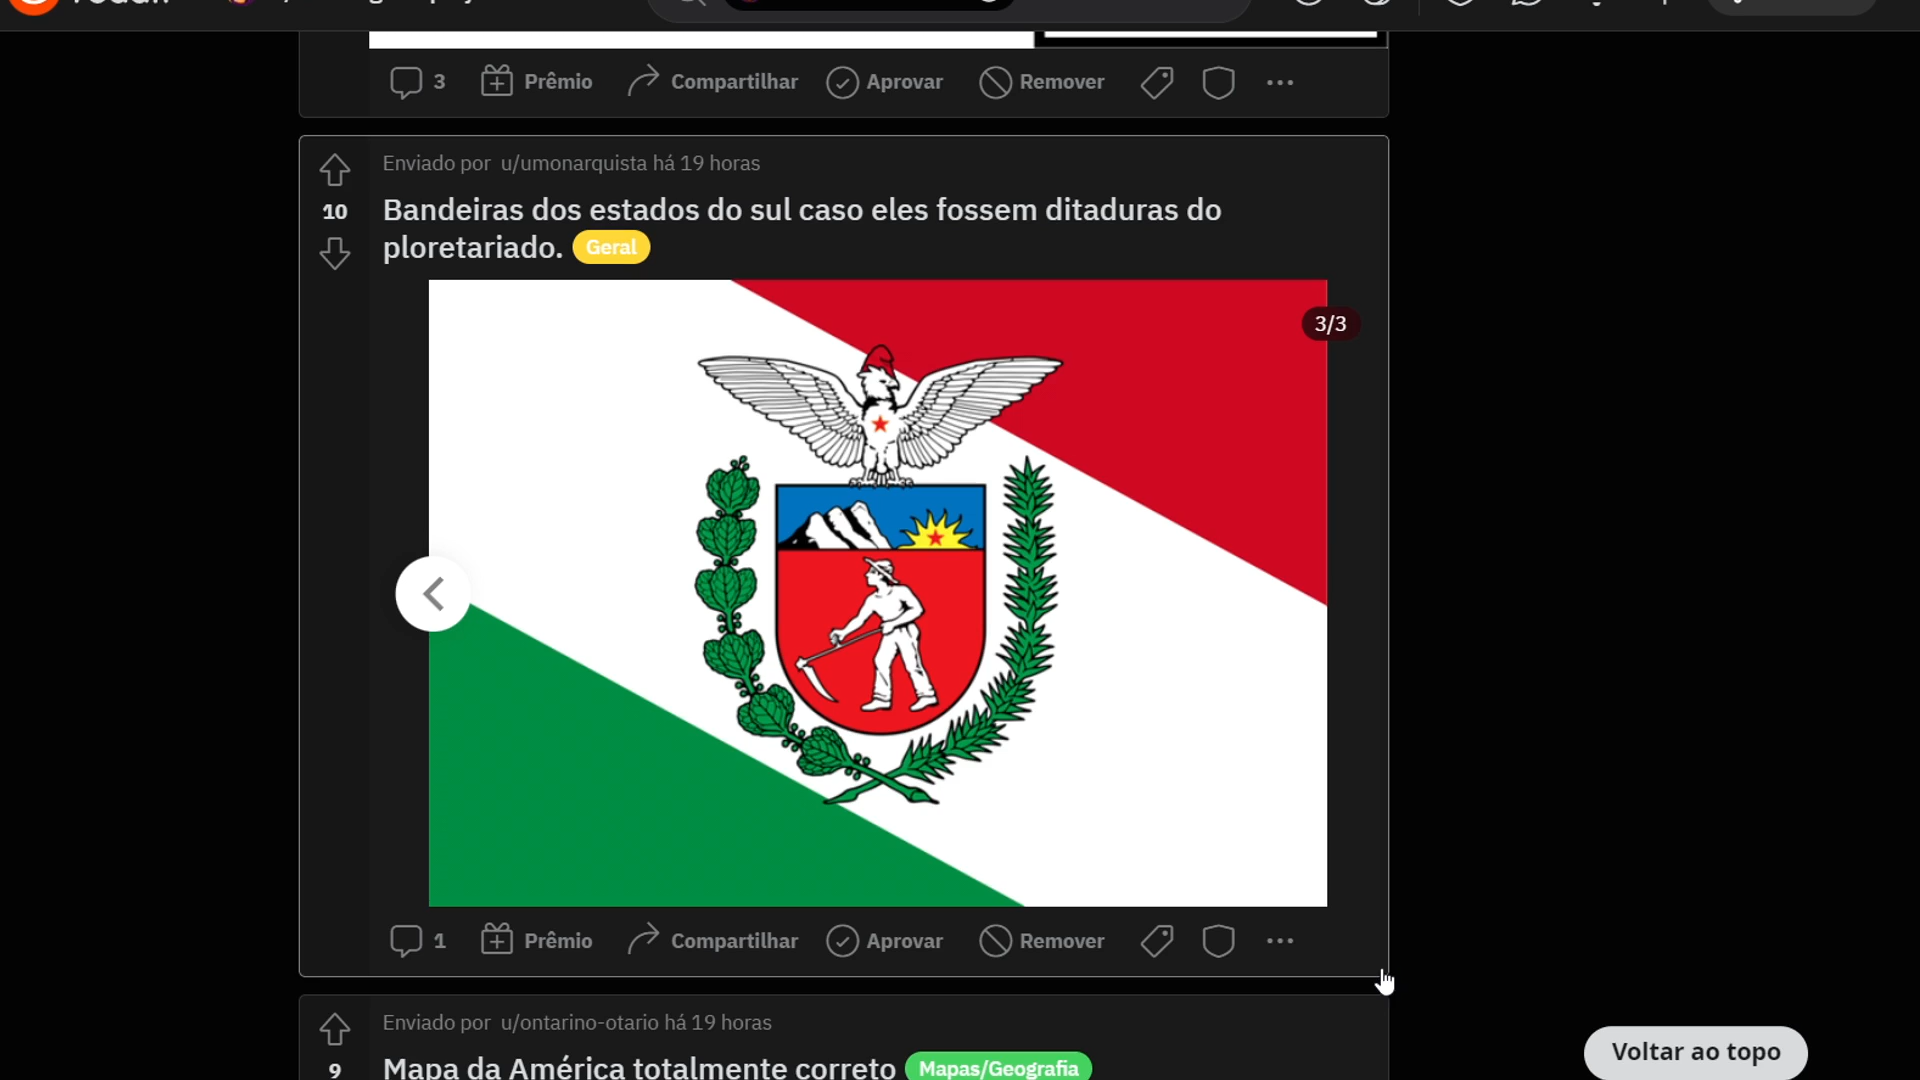 3 Prêmio Compartilhar Aprovar Remover
Enviado por u/umonarquista há 19 horas
10
Bandeiras dos estados do sul caso eles fossem ditaduras do
ploretariado. Geral
3/3
1 Prêmio Compartilhar Aprovar Remover
Enviado por u/ontarino-otario há 19 horas
9
Mapa da América totalmente correto Mapas/Geografia
Voltar ao topo